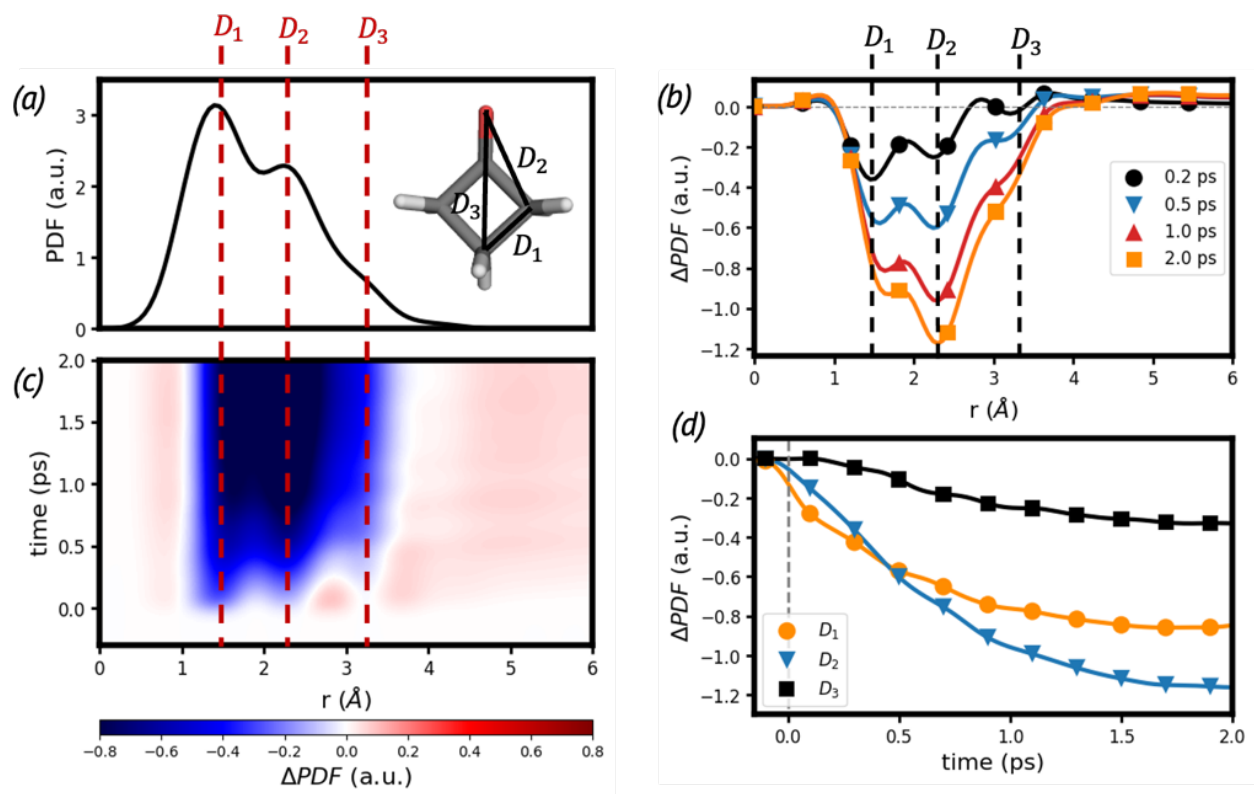 D₁ D₂ D₃
(a)
3
2
1
0
PDF (a.u.)
D₂
D₃
D₁
(c)
2.0
1.5
1.0
0.5
0.0
time (ps)
0 1 2 3 4 5 6
r (Å)
−0.8 −0.6 −0.4 −0.2 0.0 0.2 0.4 0.6 0.8
ΔPDF (a.u.)
D₁ D₂ D₃
(b)
0.0
−0.2
−0.4
−0.6
−0.8
−1.0
−1.2
ΔPDF (a.u.)
0.2 ps
0.5 ps
1.0 ps
2.0 ps
0 1 2 3 4 5 6
r (Å)
(d)
0.0
−0.2
−0.4
−0.6
−0.8
−1.0
−1.2
ΔPDF (a.u.)
D₁
D₂
D₃
0.0 0.5 1.0 1.5 2.0
time (ps)